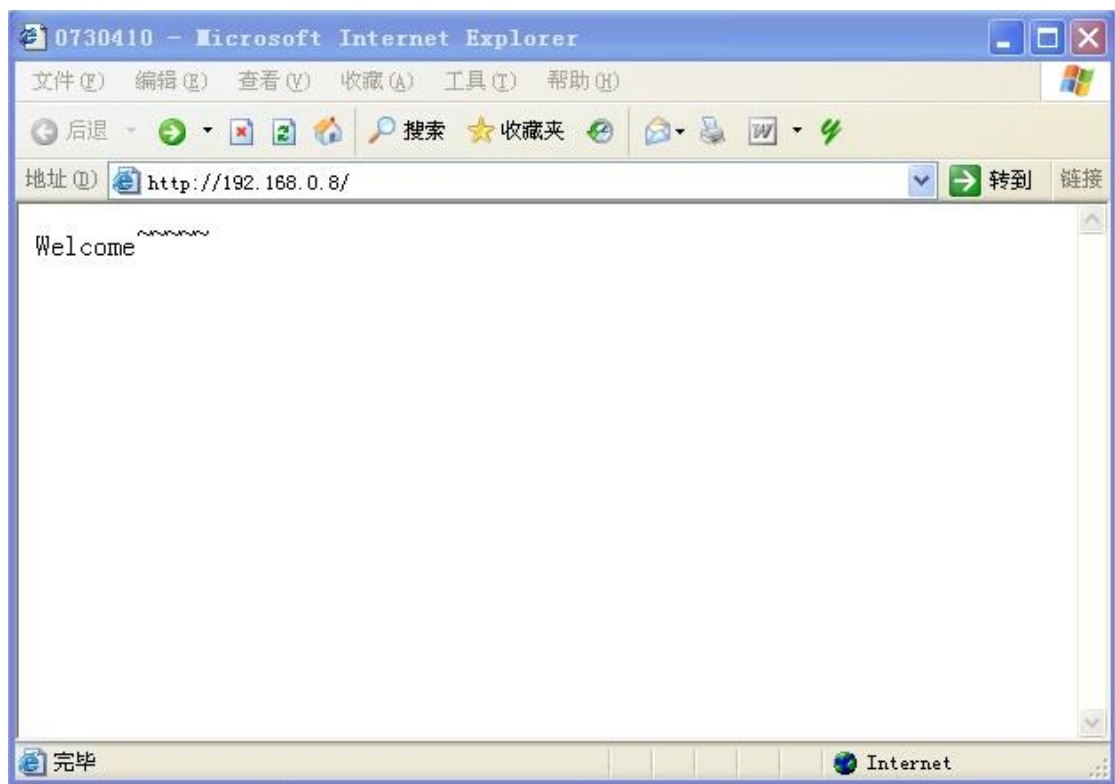 0730410 - Microsoft Internet Explorer
文件(F) 编辑(E) 查看(V) 收藏(A) 工具(T) 帮助(H)
后退 搜索 收藏夹
地址(D) http://192.168.0.8/ 转到 链接
Welcome~~~~~
完毕 Internet